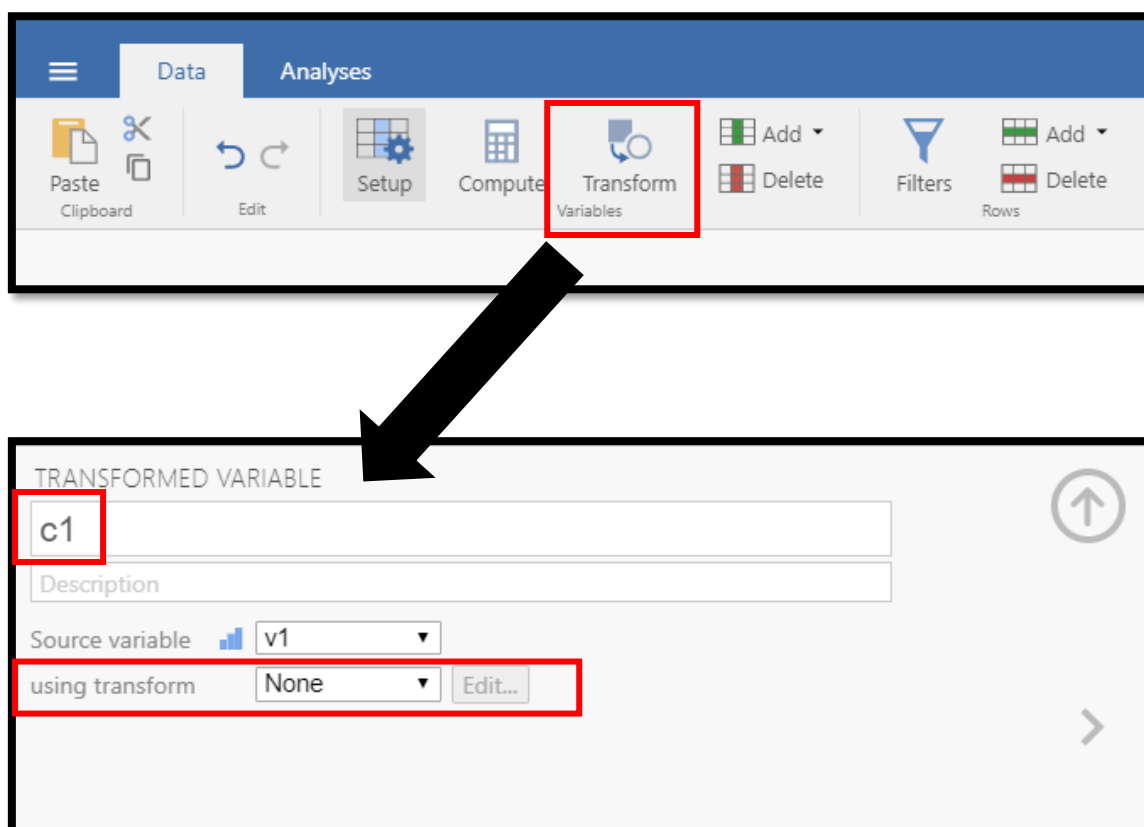 Data Analyses
Paste Setup Compute Transform Add Delete Filters Add Delete
Clipboard Edit Variables Rows
TRANSFORMED VARIABLE
c1
Description
Source variable v1
using transform None Edit...